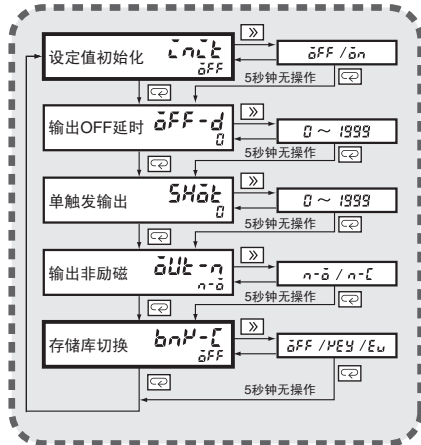 设定值初始化 init » oFF / on
oFF
5秒钟无操作
输出OFF延时 oFF-d » 0 ~ 1999
0
5秒钟无操作
单触发输出 SHot » 0 ~ 1999
0
5秒钟无操作
输出非励磁 oUt-n » n-o / n-C
n-o
5秒钟无操作
存储库切换 bnK-C » oFF / KEY / Ev
oFF
5秒钟无操作